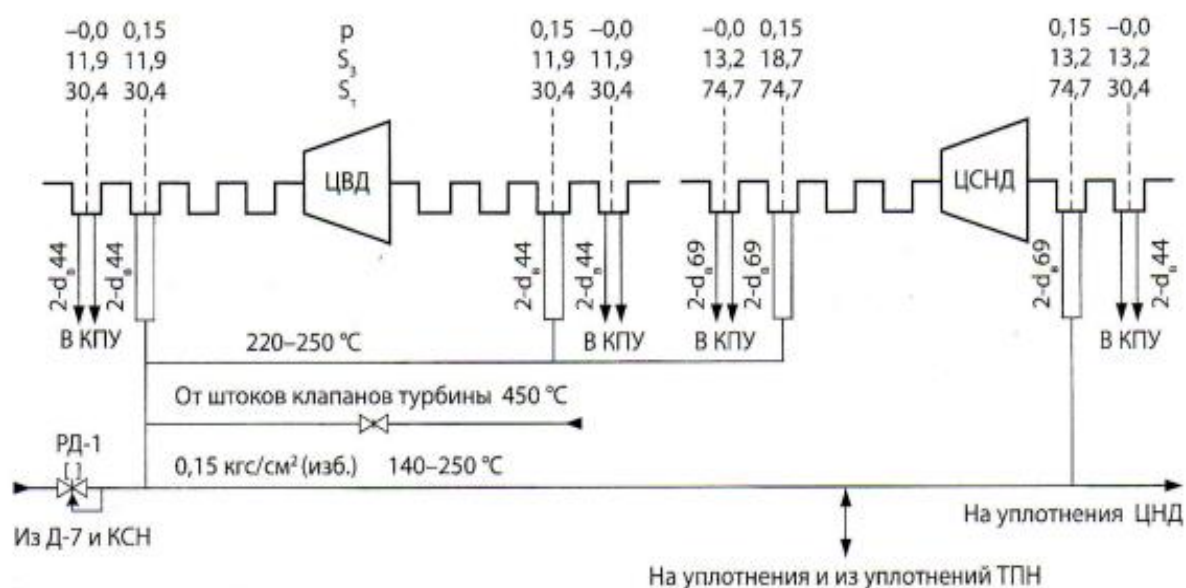 –0,0 0,15 р 0,15 –0,0 –0,0 0,15 0,15 –0,0
11,9 11,9 S₃ 11,9 11,9 13,2 18,7 13,2 13,2
30,4 30,4 Sт 30,4 30,4 74,7 74,7 74,7 30,4
ЦВД
ЦСНД
2-dв44
2-dв44
2-dв44
2-dв44
2-dв69
2-dв69
2-dв69
2-dв44
В КПУ
220–250 °C
В КПУ
В КПУ
В КПУ
От штоков клапанов турбины 450 °C
РД-1
[ ]
0,15 кгс/см² (изб.) 140–250 °C
Из Д-7 и КСН
На уплотнения ЦНД
На уплотнения и из уплотнений ТПН